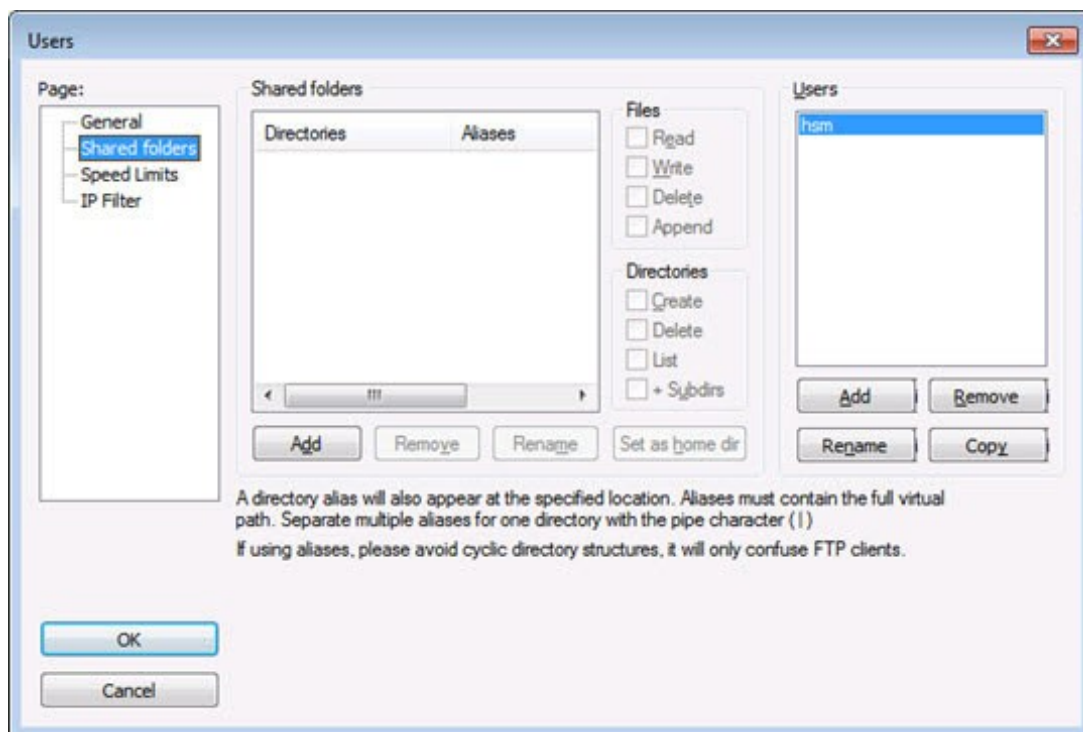 Users
Page:
General
Shared folders
Speed Limits
IP Filter
Shared folders
Directories Aliases
Files
Read
Write
Delete
Append
Directories
Create
Delete
List
+ Subdirs
Add Remove Rename Set as home dir
Users
hsm
Add Remove
Rename Copy
A directory alias will also appear at the specified location. Aliases must contain the full virtual
path. Separate multiple aliases for one directory with the pipe character ( | )
If using aliases, please avoid cyclic directory structures, it will only confuse FTP clients.
OK
Cancel